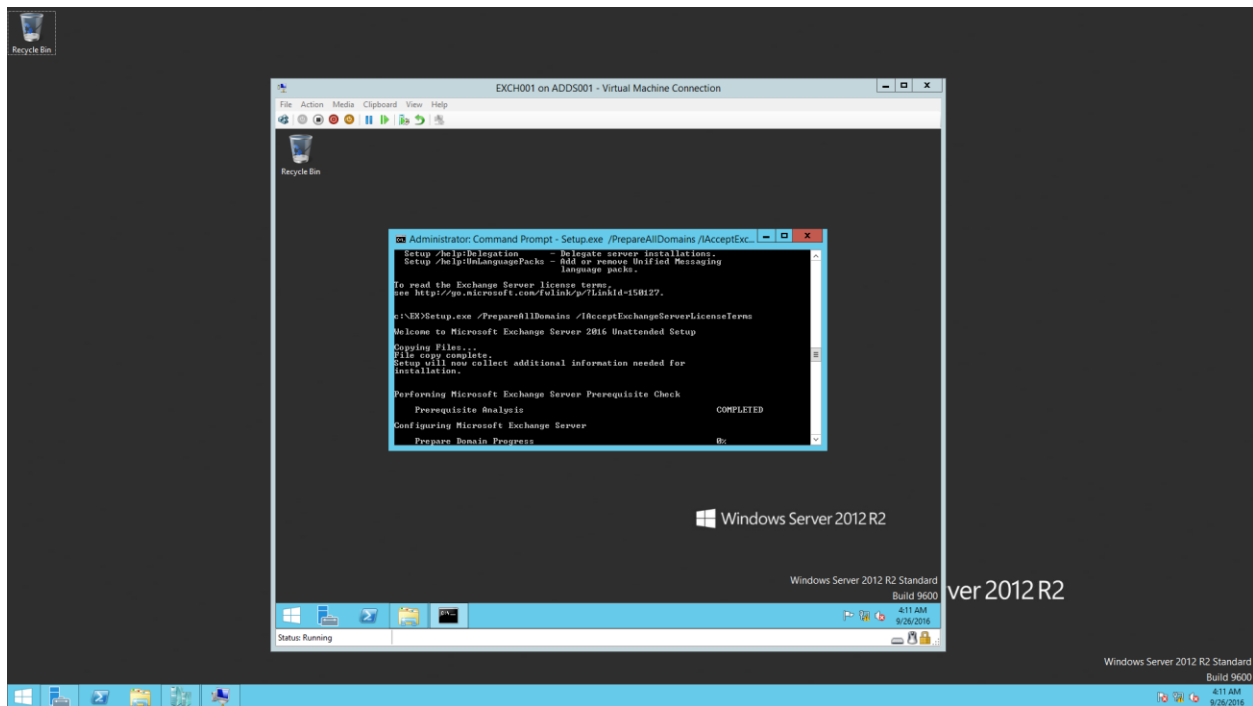 Recycle Bin
EXCH001 on ADDS001 - Virtual Machine Connection
File Action Media Clipboard View Help
Recycle Bin
Administrator: Command Prompt - Setup.exe /PrepareAllDomains /IAcceptExc...
Setup /help:Delegation - Delegate server installations.
Setup /help:UmLanguagePacks - Add or remove Unified Messaging
language packs.
To read the Exchange Server license terms,
see http://go.microsoft.com/fwlink/p/?LinkId=150127.
c:\EX>Setup.exe /PrepareAllDomains /IAcceptExchangeServerLicenseTerms
Welcome to Microsoft Exchange Server 2016 Unattended Setup
Copying Files...
File copy complete.
Setup will now collect additional information needed for
installation.
Performing Microsoft Exchange Server Prerequisite Check
Prerequisite Analysis COMPLETED
Configuring Microsoft Exchange Server
Prepare Domain Progress 0%
Windows Server 2012 R2
Windows Server 2012 R2 Standard
Build 9600
ver 2012 R2
4:11 AM
9/26/2016
Status: Running
Windows Server 2012 R2 Standard
Build 9600
4:11 AM
9/26/2016